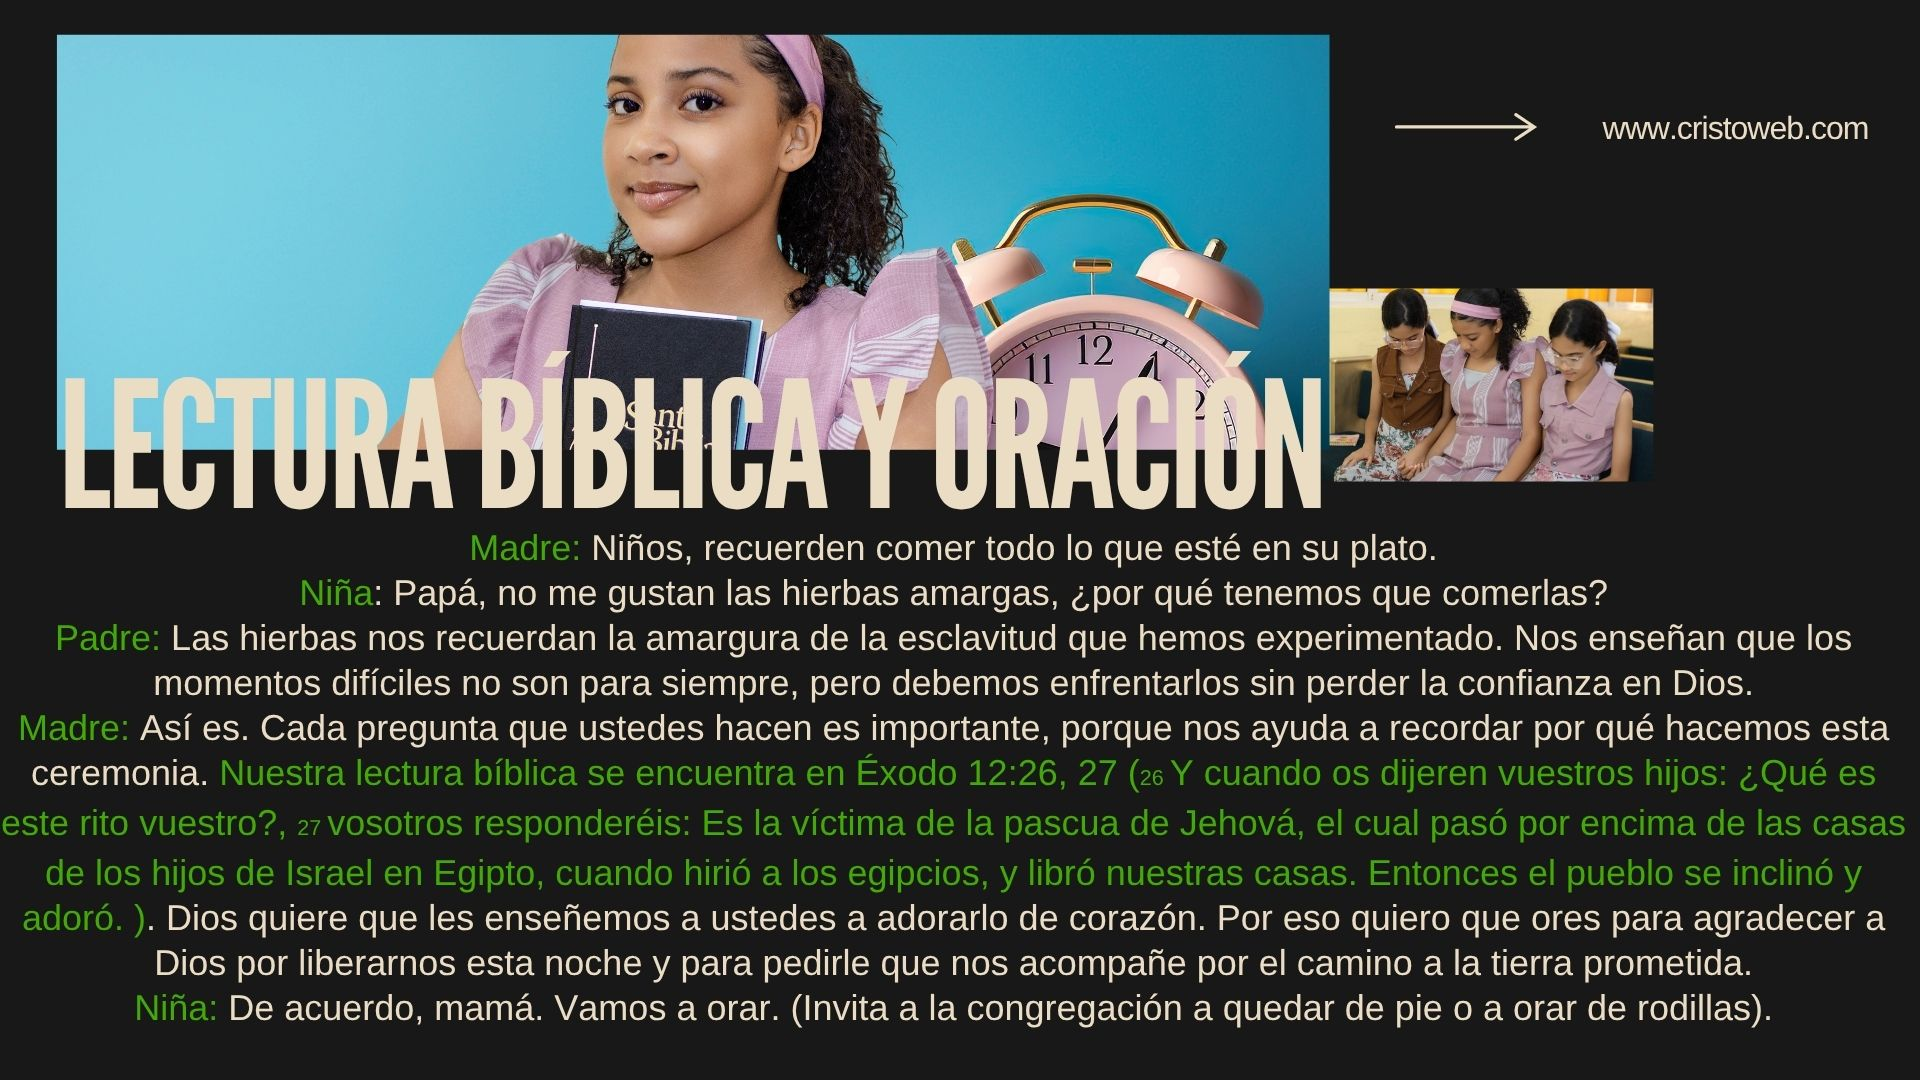 www.cristoweb.com
12
11
1
2
Santa
Biblia
LECTURA BÍBLICA Y ORACIÓN
Madre: Niños, recuerden comer todo lo que esté en su plato.
Niña: Papá, no me gustan las hierbas amargas, ¿por qué tenemos que comerlas?
Padre: Las hierbas nos recuerdan la amargura de la esclavitud que hemos experimentado. Nos enseñan que los
momentos difíciles no son para siempre, pero debemos enfrentarlos sin perder la confianza en Dios.
Madre: Así es. Cada pregunta que ustedes hacen es importante, porque nos ayuda a recordar por qué hacemos esta
ceremonia. Nuestra lectura bíblica se encuentra en Éxodo 12:26, 27 (26 Y cuando os dijeren vuestros hijos: ¿Qué es
este rito vuestro?, 27 vosotros responderéis: Es la víctima de la pascua de Jehová, el cual pasó por encima de las casas
de los hijos de Israel en Egipto, cuando hirió a los egipcios, y libró nuestras casas. Entonces el pueblo se inclinó y
adoró. ). Dios quiere que les enseñemos a ustedes a adorarlo de corazón. Por eso quiero que ores para agradecer a
Dios por liberarnos esta noche y para pedirle que nos acompañe por el camino a la tierra prometida.
Niña: De acuerdo, mamá. Vamos a orar. (Invita a la congregación a quedar de pie o a orar de rodillas).